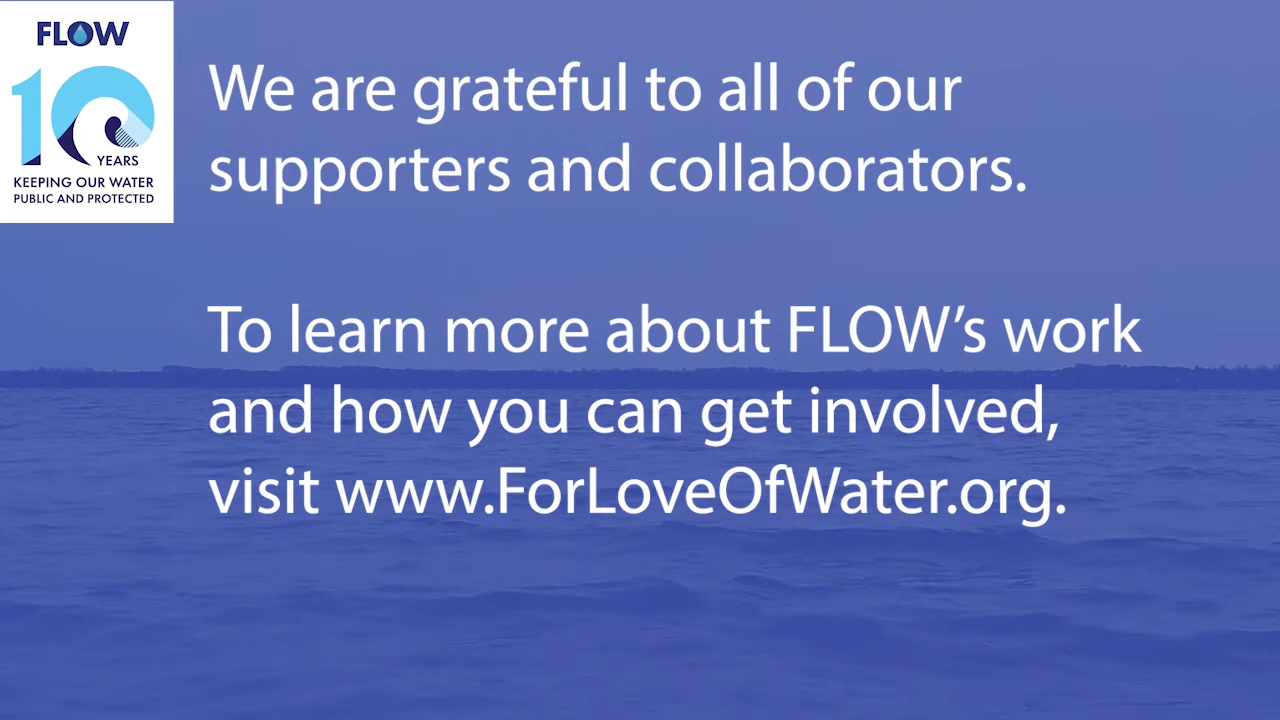 FLOW
10
YEARS
KEEPING OUR WATER
PUBLIC AND PROTECTED
We are grateful to all of our
supporters and collaborators.
To learn more about FLOW’s work
and how you can get involved,
visit www.ForLoveOfWater.org.